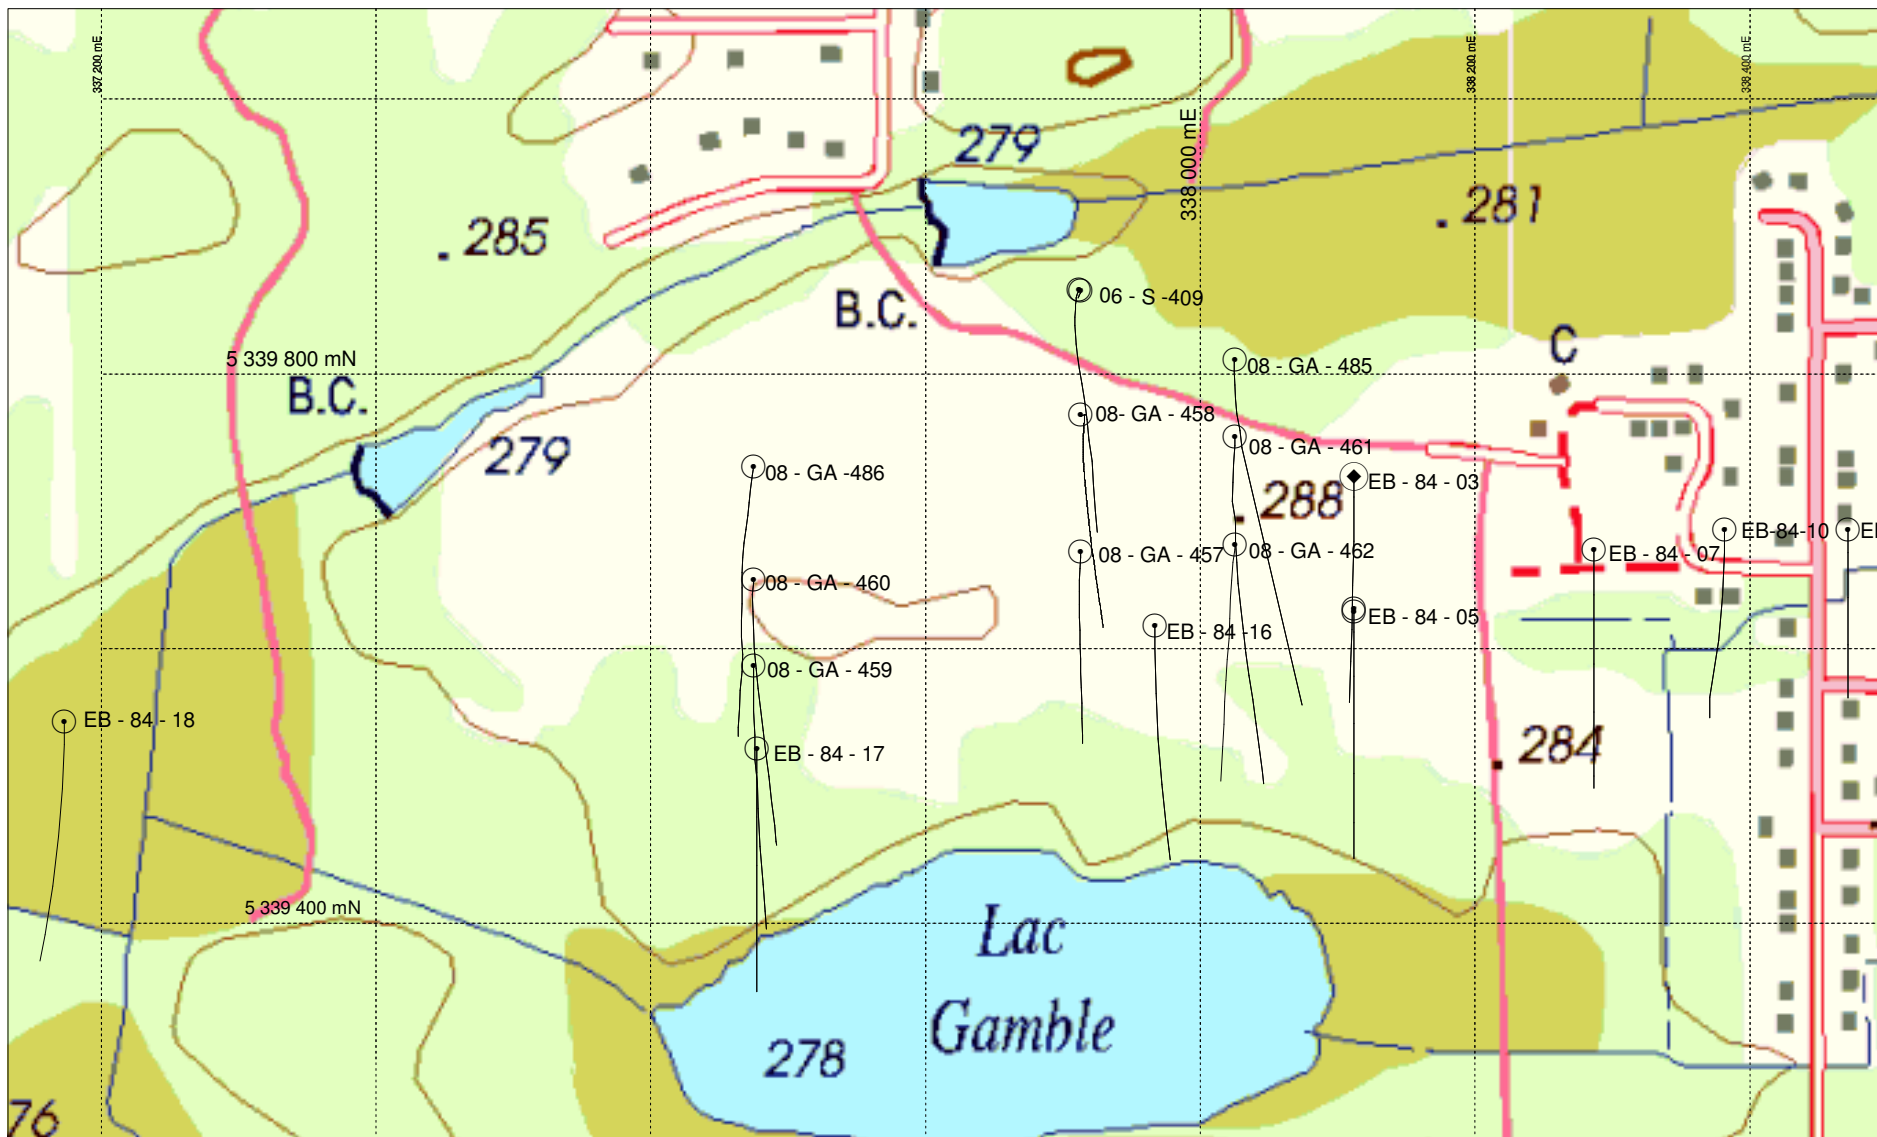 337 200 mE
338 200 mE
338 400 mE
279
338 000 mE
281
285
B.C.
06 - S -409
C
5 339 800 mN
08 - GA - 485
B.C.
08- GA - 458
279
08 - GA - 461
08 - GA -486
EB - 84 - 03
288
EB-84-10
08 - GA - 457
08 - GA - 462
EB - 84 - 07
08 - GA - 460
EB - 84 - 05
EB - 84 -16
08 - GA - 459
EB - 84 - 18
EB - 84 - 17
284
5 339 400 mN
Lac
Gamble
278
76